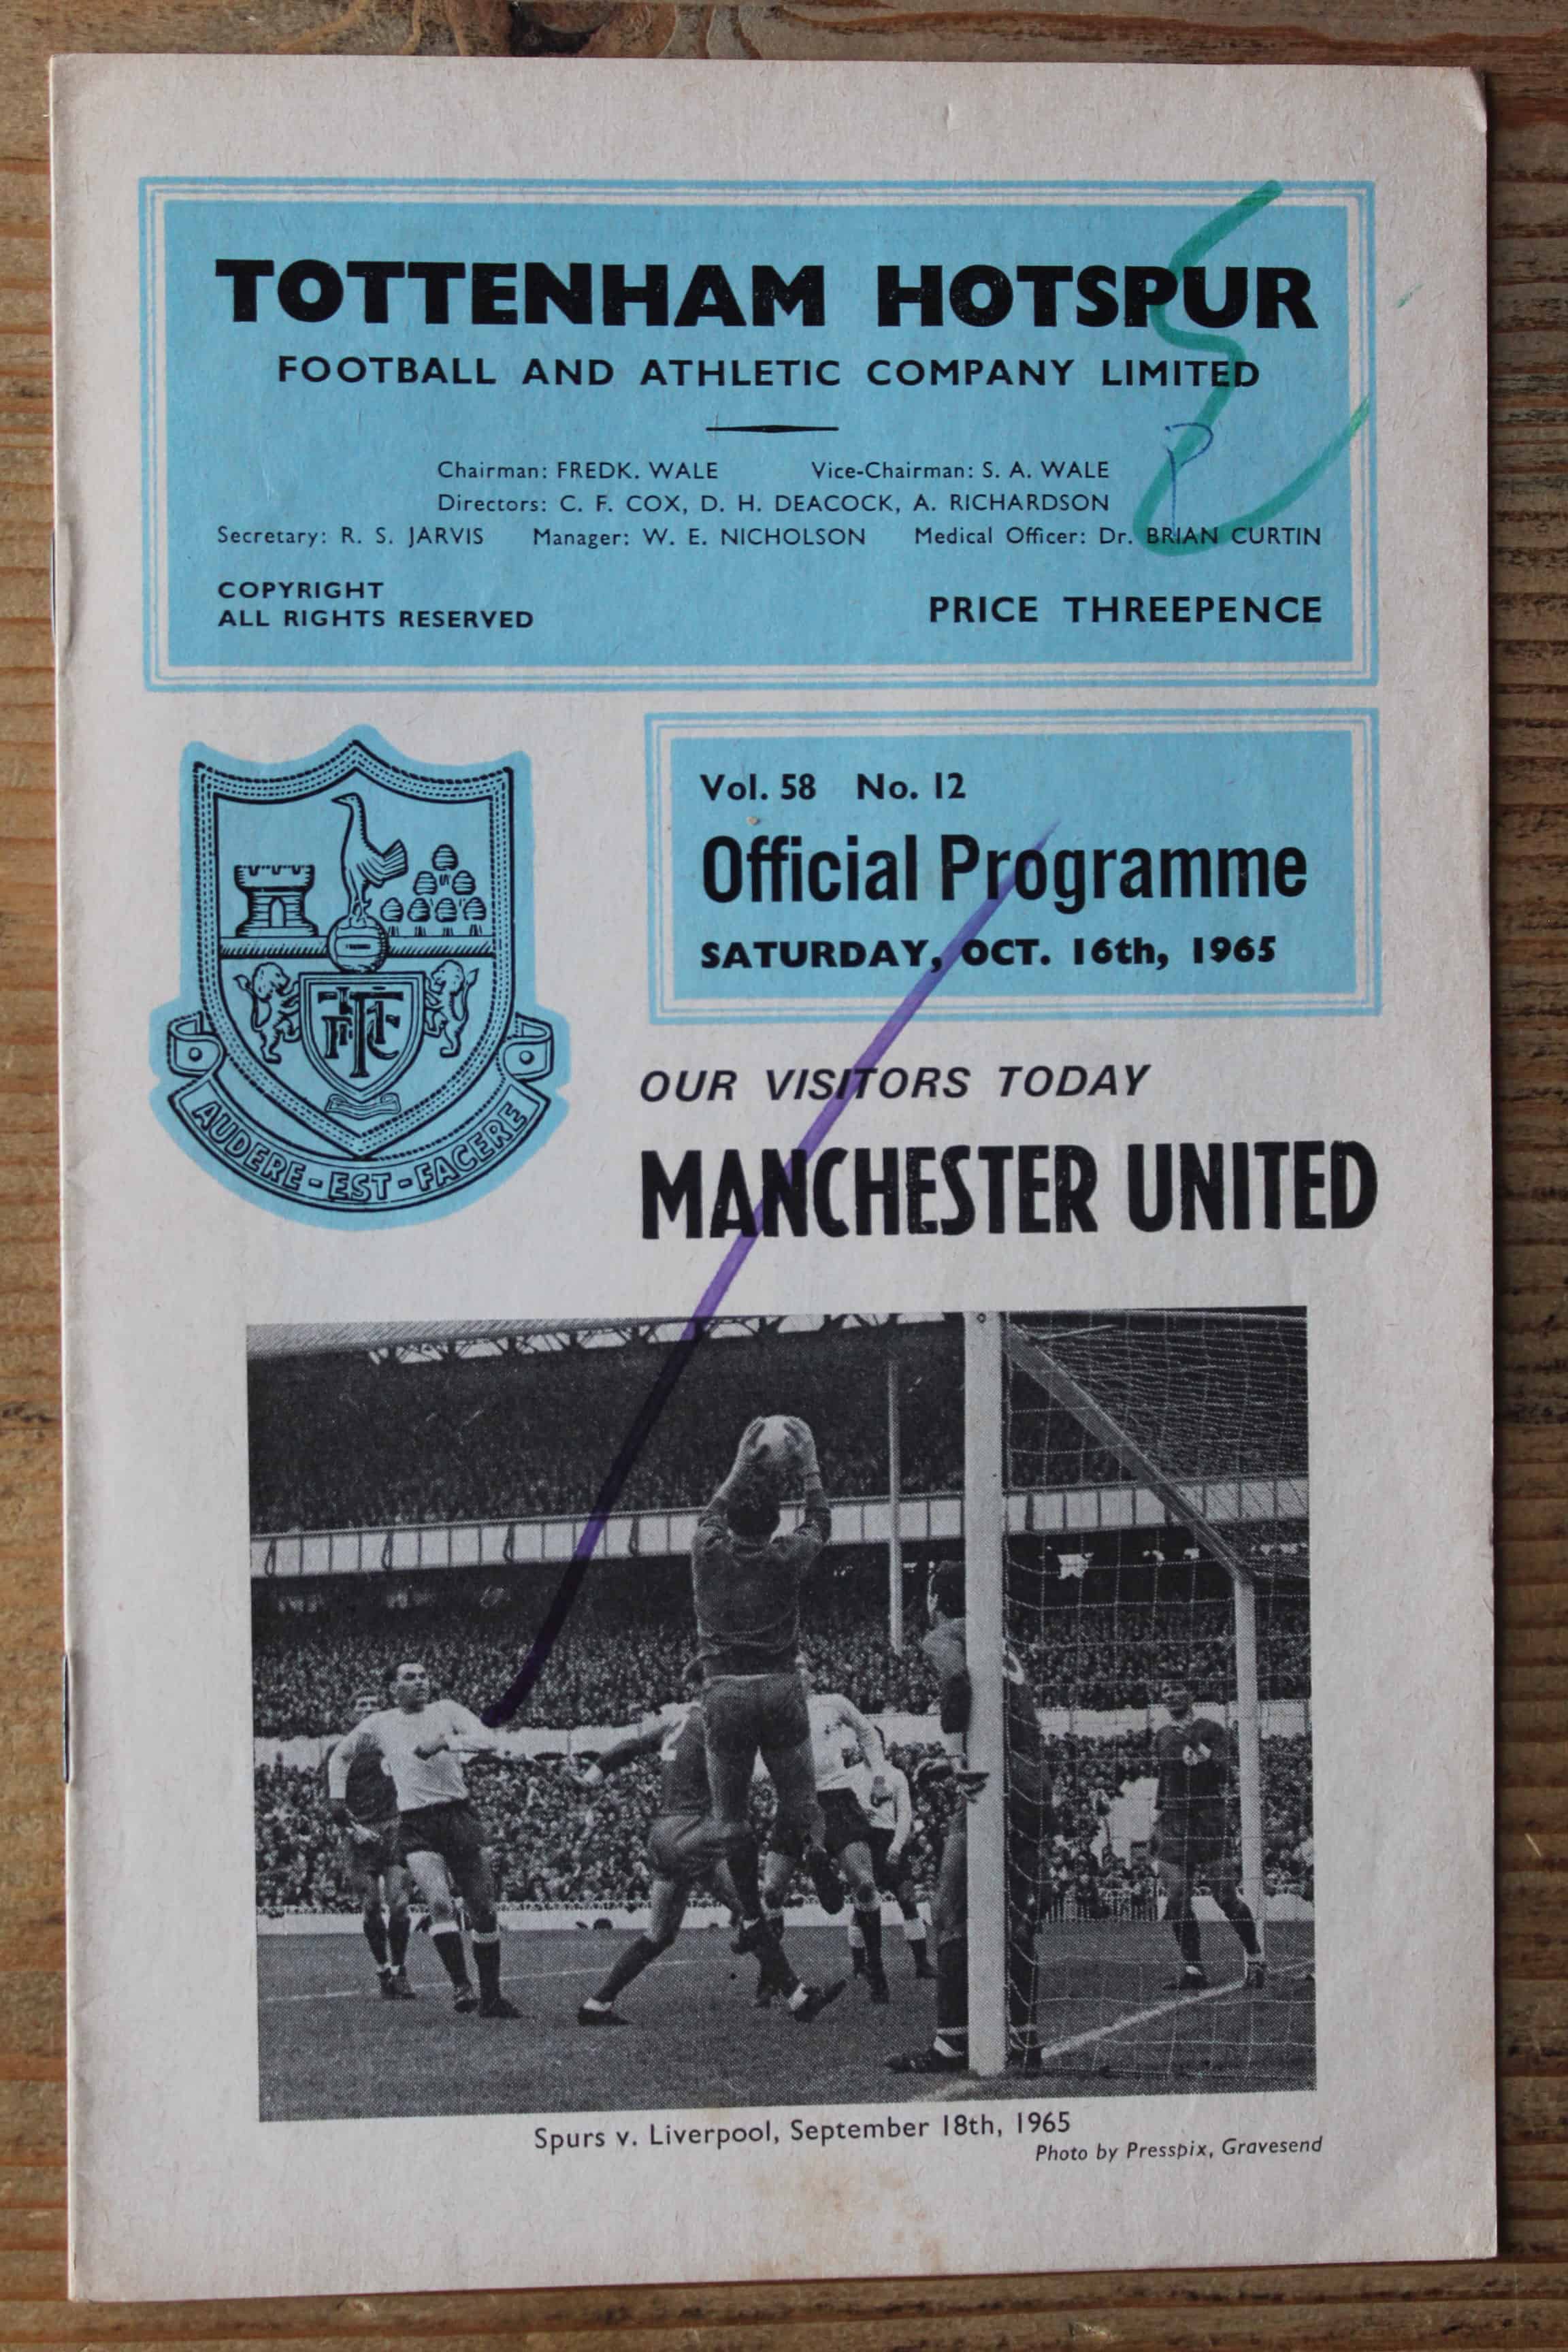 TOTTENHAM HOTSPUR
FOOTBALL AND ATHLETIC COMPANY LIMITED
Chairman: FREDK. WALE Vice-Chairman: S. A. WALE
Directors: C. F. COX, D. H. DEACOCK, A. RICHARDSON
Secretary: R. S. JARVIS Manager: W. E. NICHOLSON Medical Officer: Dr. BRIAN CURTIN
COPYRIGHT
ALL RIGHTS RESERVED
PRICE THREEPENCE
P
Vol. 58 No. 12
Official Programme
SATURDAY, OCT. 16th, 1965
AUDERE-EST-FACERE
OUR VISITORS TODAY
MANCHESTER UNITED
Spurs v. Liverpool, September 18th, 1965
Photo by Presspix, Gravesend